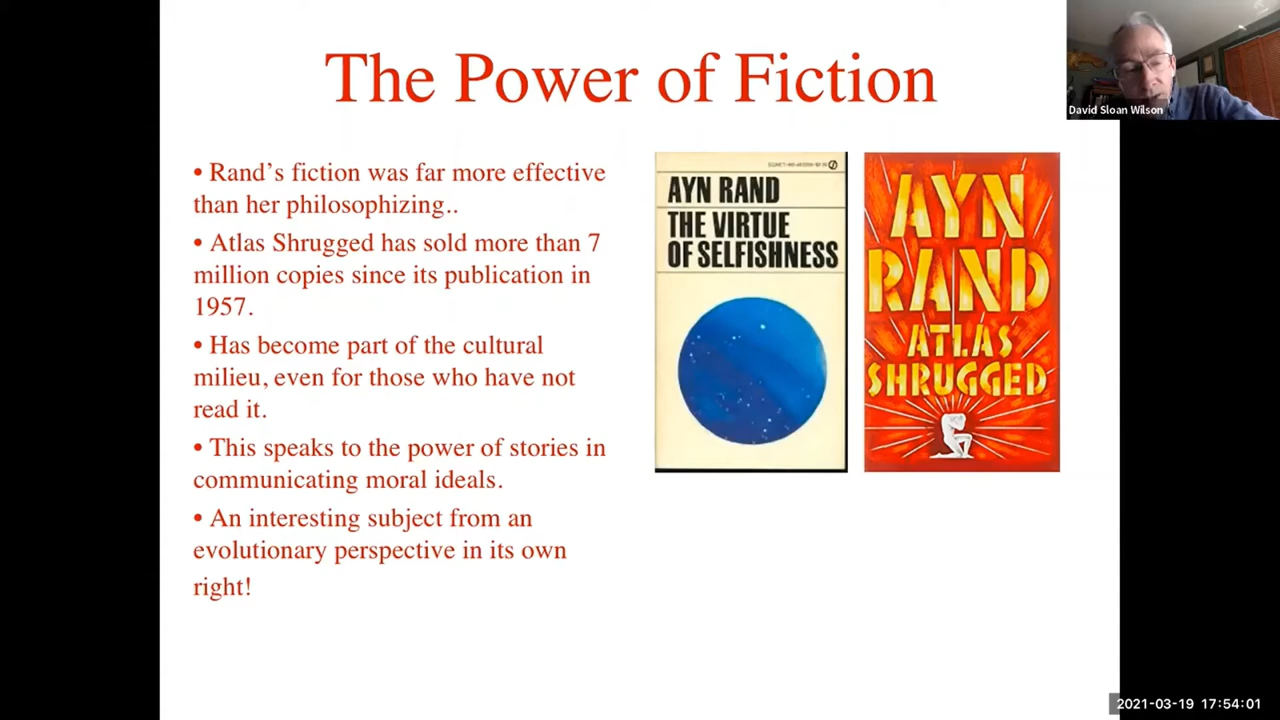 The Power of Fiction
David Sloan Wilson
• Rand’s fiction was far more effective
than her philosophizing..
• Atlas Shrugged has sold more than 7
million copies since its publication in
1957.
• Has become part of the cultural
milieu, even for those who have not
read it.
• This speaks to the power of stories in
communicating moral ideals.
• An interesting subject from an
evolutionary perspective in its own
right!
AYN RAND
THE VIRTUE
OF SELFISHNESS
AYN
RAND
ATLAS
SHRUGGED
2021-03-19 17:54:01